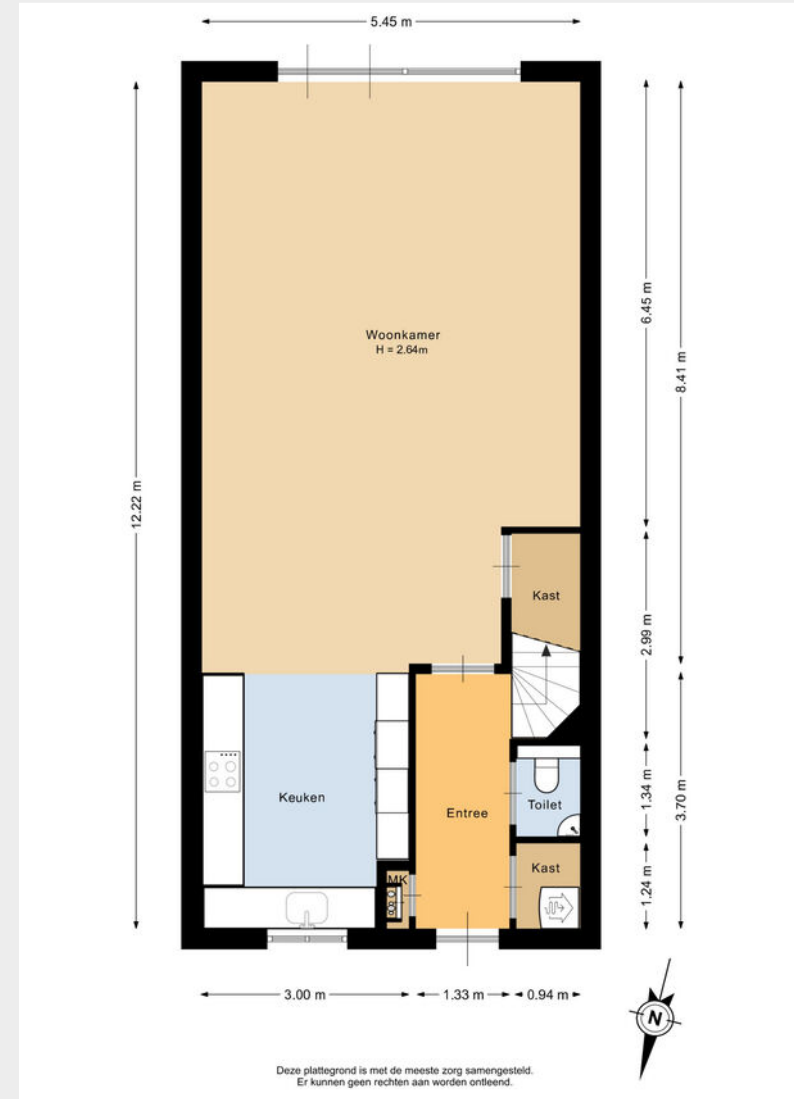 5.45 m
12.22 m
6.45 m
8.41 m
Woonkamer
H = 2.64m
Kast
2.99 m
Keuken
Entree
Toilet
1.34 m
3.70 m
Kast
MK
1.24 m
3.00 m
1.33 m
0.94 m
N
Deze plattegrond is met de meeste zorg samengesteld.
Er kunnen geen rechten aan worden ontleend.